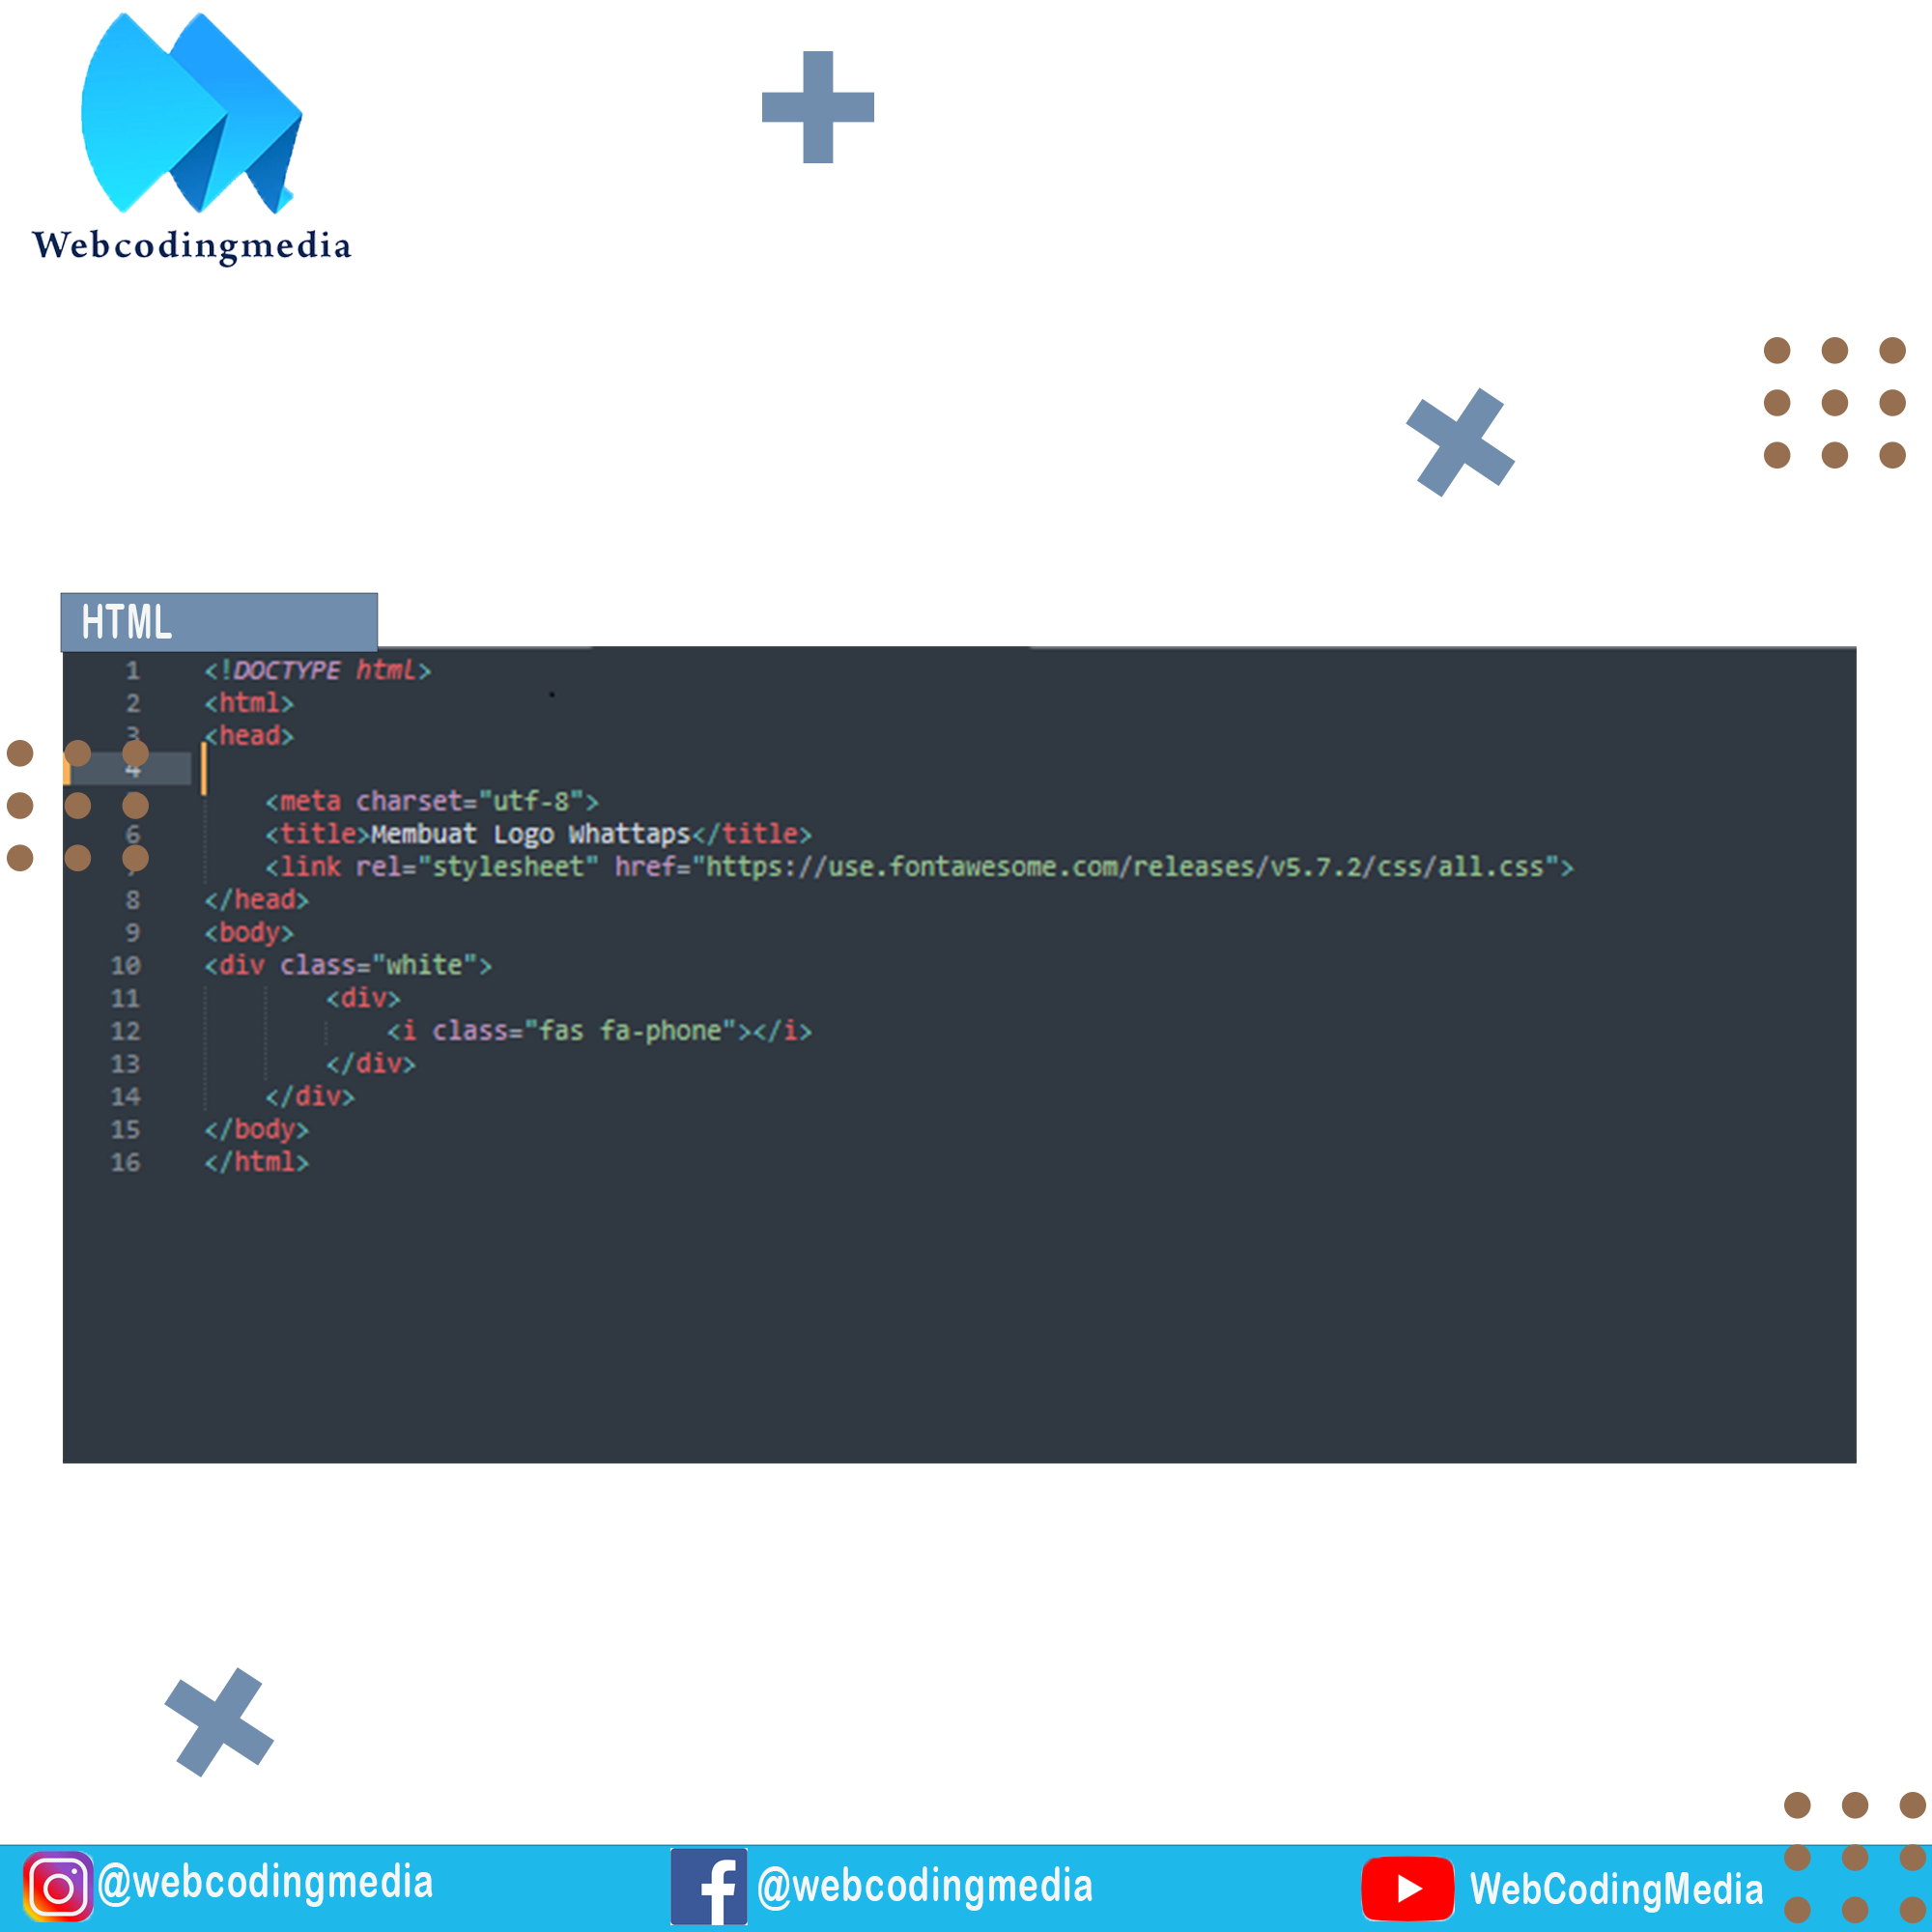 Webcodingmedia
HTML
1 <!DOCTYPE html>
2 <html>
3 <head>
4
<meta charset="utf-8">
6 <title>Membuat Logo Whattaps</title>
<link rel="stylesheet" href="https://use.fontawesome.com/releases/v5.7.2/css/all.css">
8 </head>
9 <body>
10 <div class="white">
11 <div>
12 <i class="fas fa-phone"></i>
13 </div>
14 </div>
15 </body>
16 </html>
@webcodingmedia
@webcodingmedia
WebCodingMedia